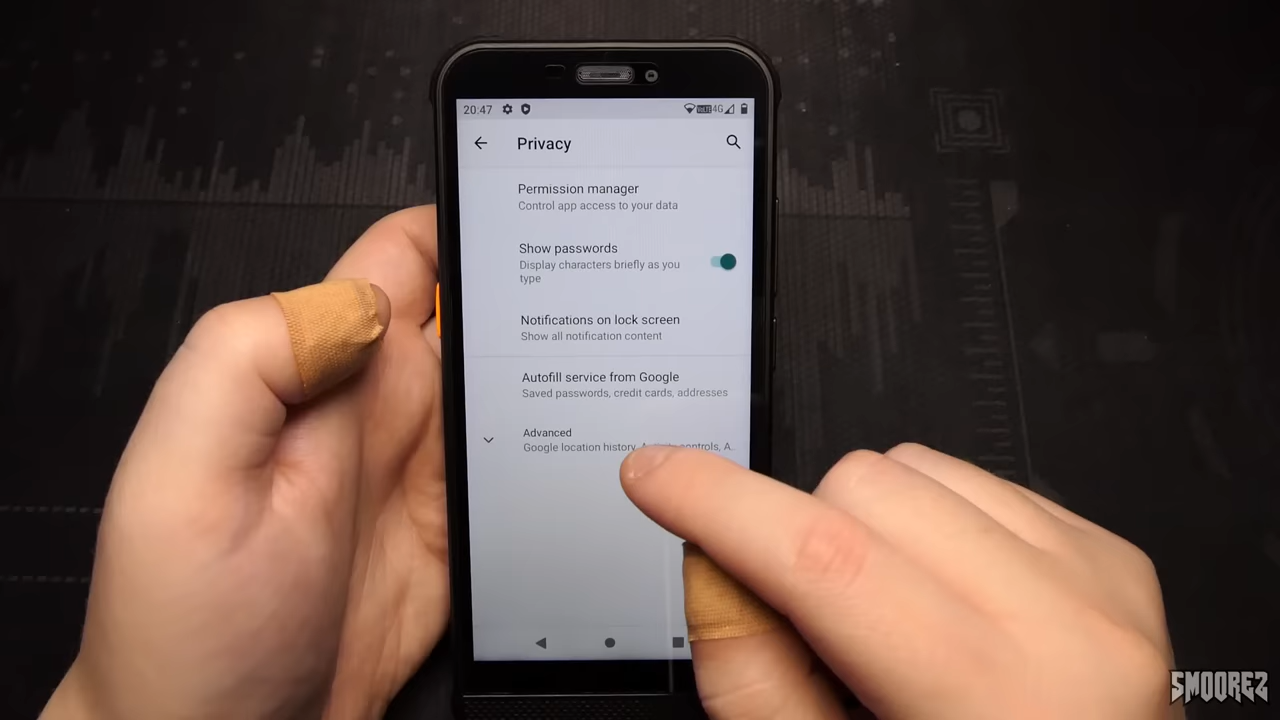 20:47
4G
Privacy
Permission manager
Control app access to your data
Show passwords
Display characters briefly as you
type
Notifications on lock screen
Show all notification content
Autofill service from Google
Saved passwords, credit cards, addresses
Advanced
Google location history, controls, A..
SMOOREZ